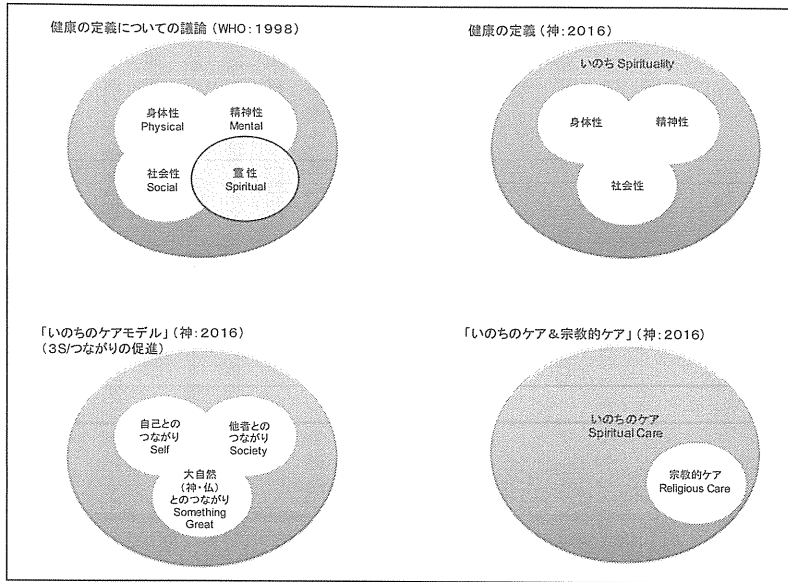 健康の定義についての議論（WHO：1998）
身体性
Physical
精神性
Mental
社会性
Social
霊性
Spiritual
健康の定義（神：2016）
いのち Spirituality
身体性
精神性
社会性
「いのちのケアモデル」（神：2016）
（3S/つながりの促進）
自己との
つながり
Self
他者との
つながり
Society
大自然
（神・仏）
とのつながり
Something
Great
「いのちのケア＆宗教的ケア」（神：2016）
いのちのケア
Spiritual Care
宗教的ケア
Religious Care